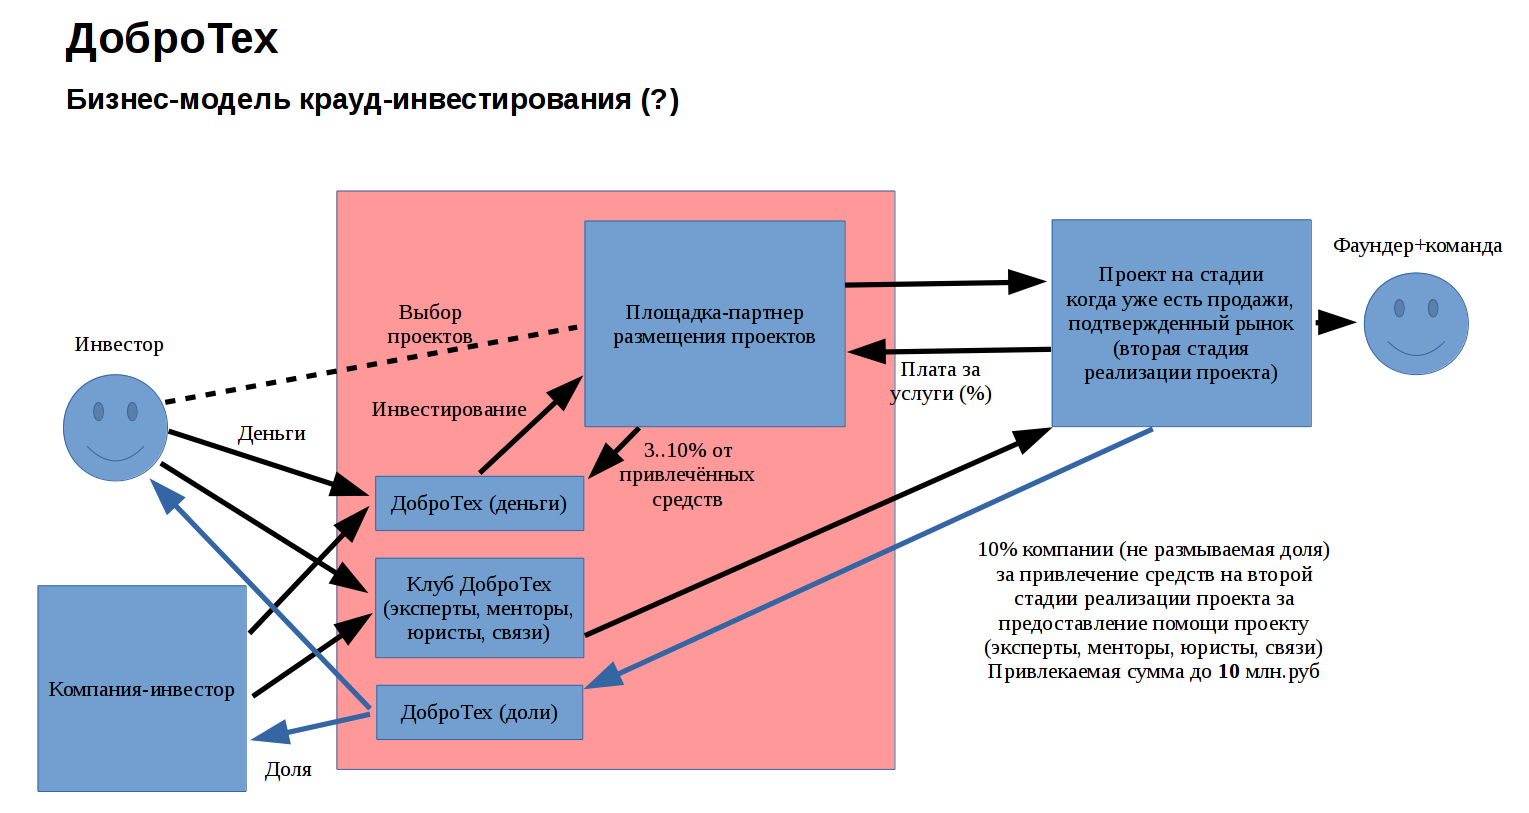 ДоброТех
Бизнес-модель крауд-инвестирования (?)
Инвестор
Деньги
Выбор
проектов
Инвестирование
Площадка-партнер
размещения проектов
3..10% от
привлечённых
средств
ДоброТех (деньги)
Клуб ДоброТех
(эксперты, менторы,
юристы, связи)
ДоброТех (доли)
Компания-инвестор
Доля
Плата за
услуги (%)
Проект на стадии
когда уже есть продажи,
подтвержденный рынок
(вторая стадия
реализации проекта)
Фаундер+команда
10% компании (не размываемая доля)
за привлечение средств на второй
стадии реализации проекта за
предоставление помощи проекту
(эксперты, менторы, юристы, связи)
Привлекаемая сумма до 10 млн.руб